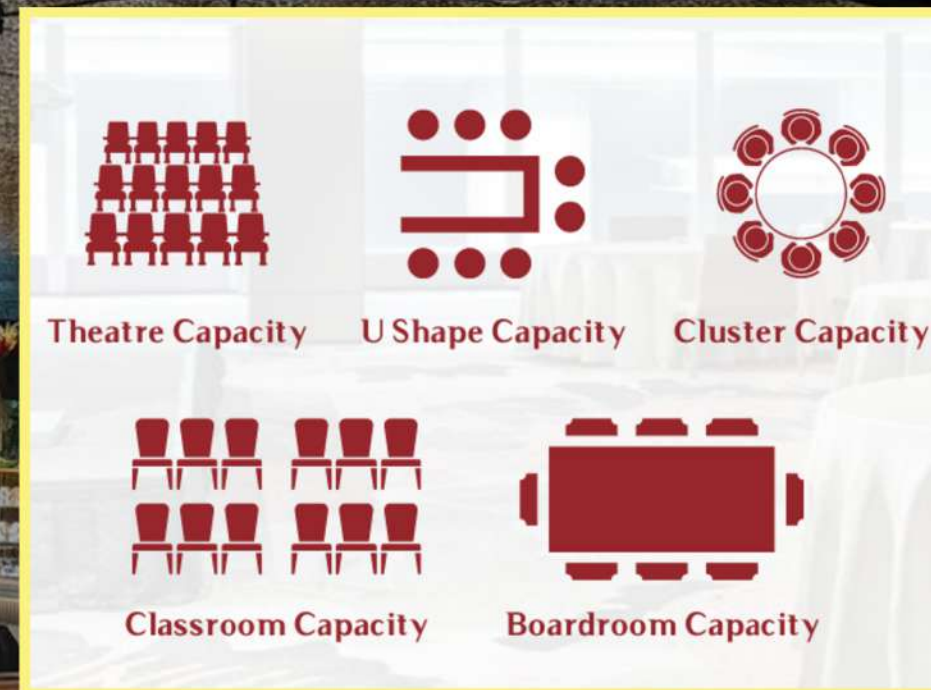 Theatre Capacity
U Shape Capacity
Cluster Capacity
Classroom Capacity
Boardroom Capacity